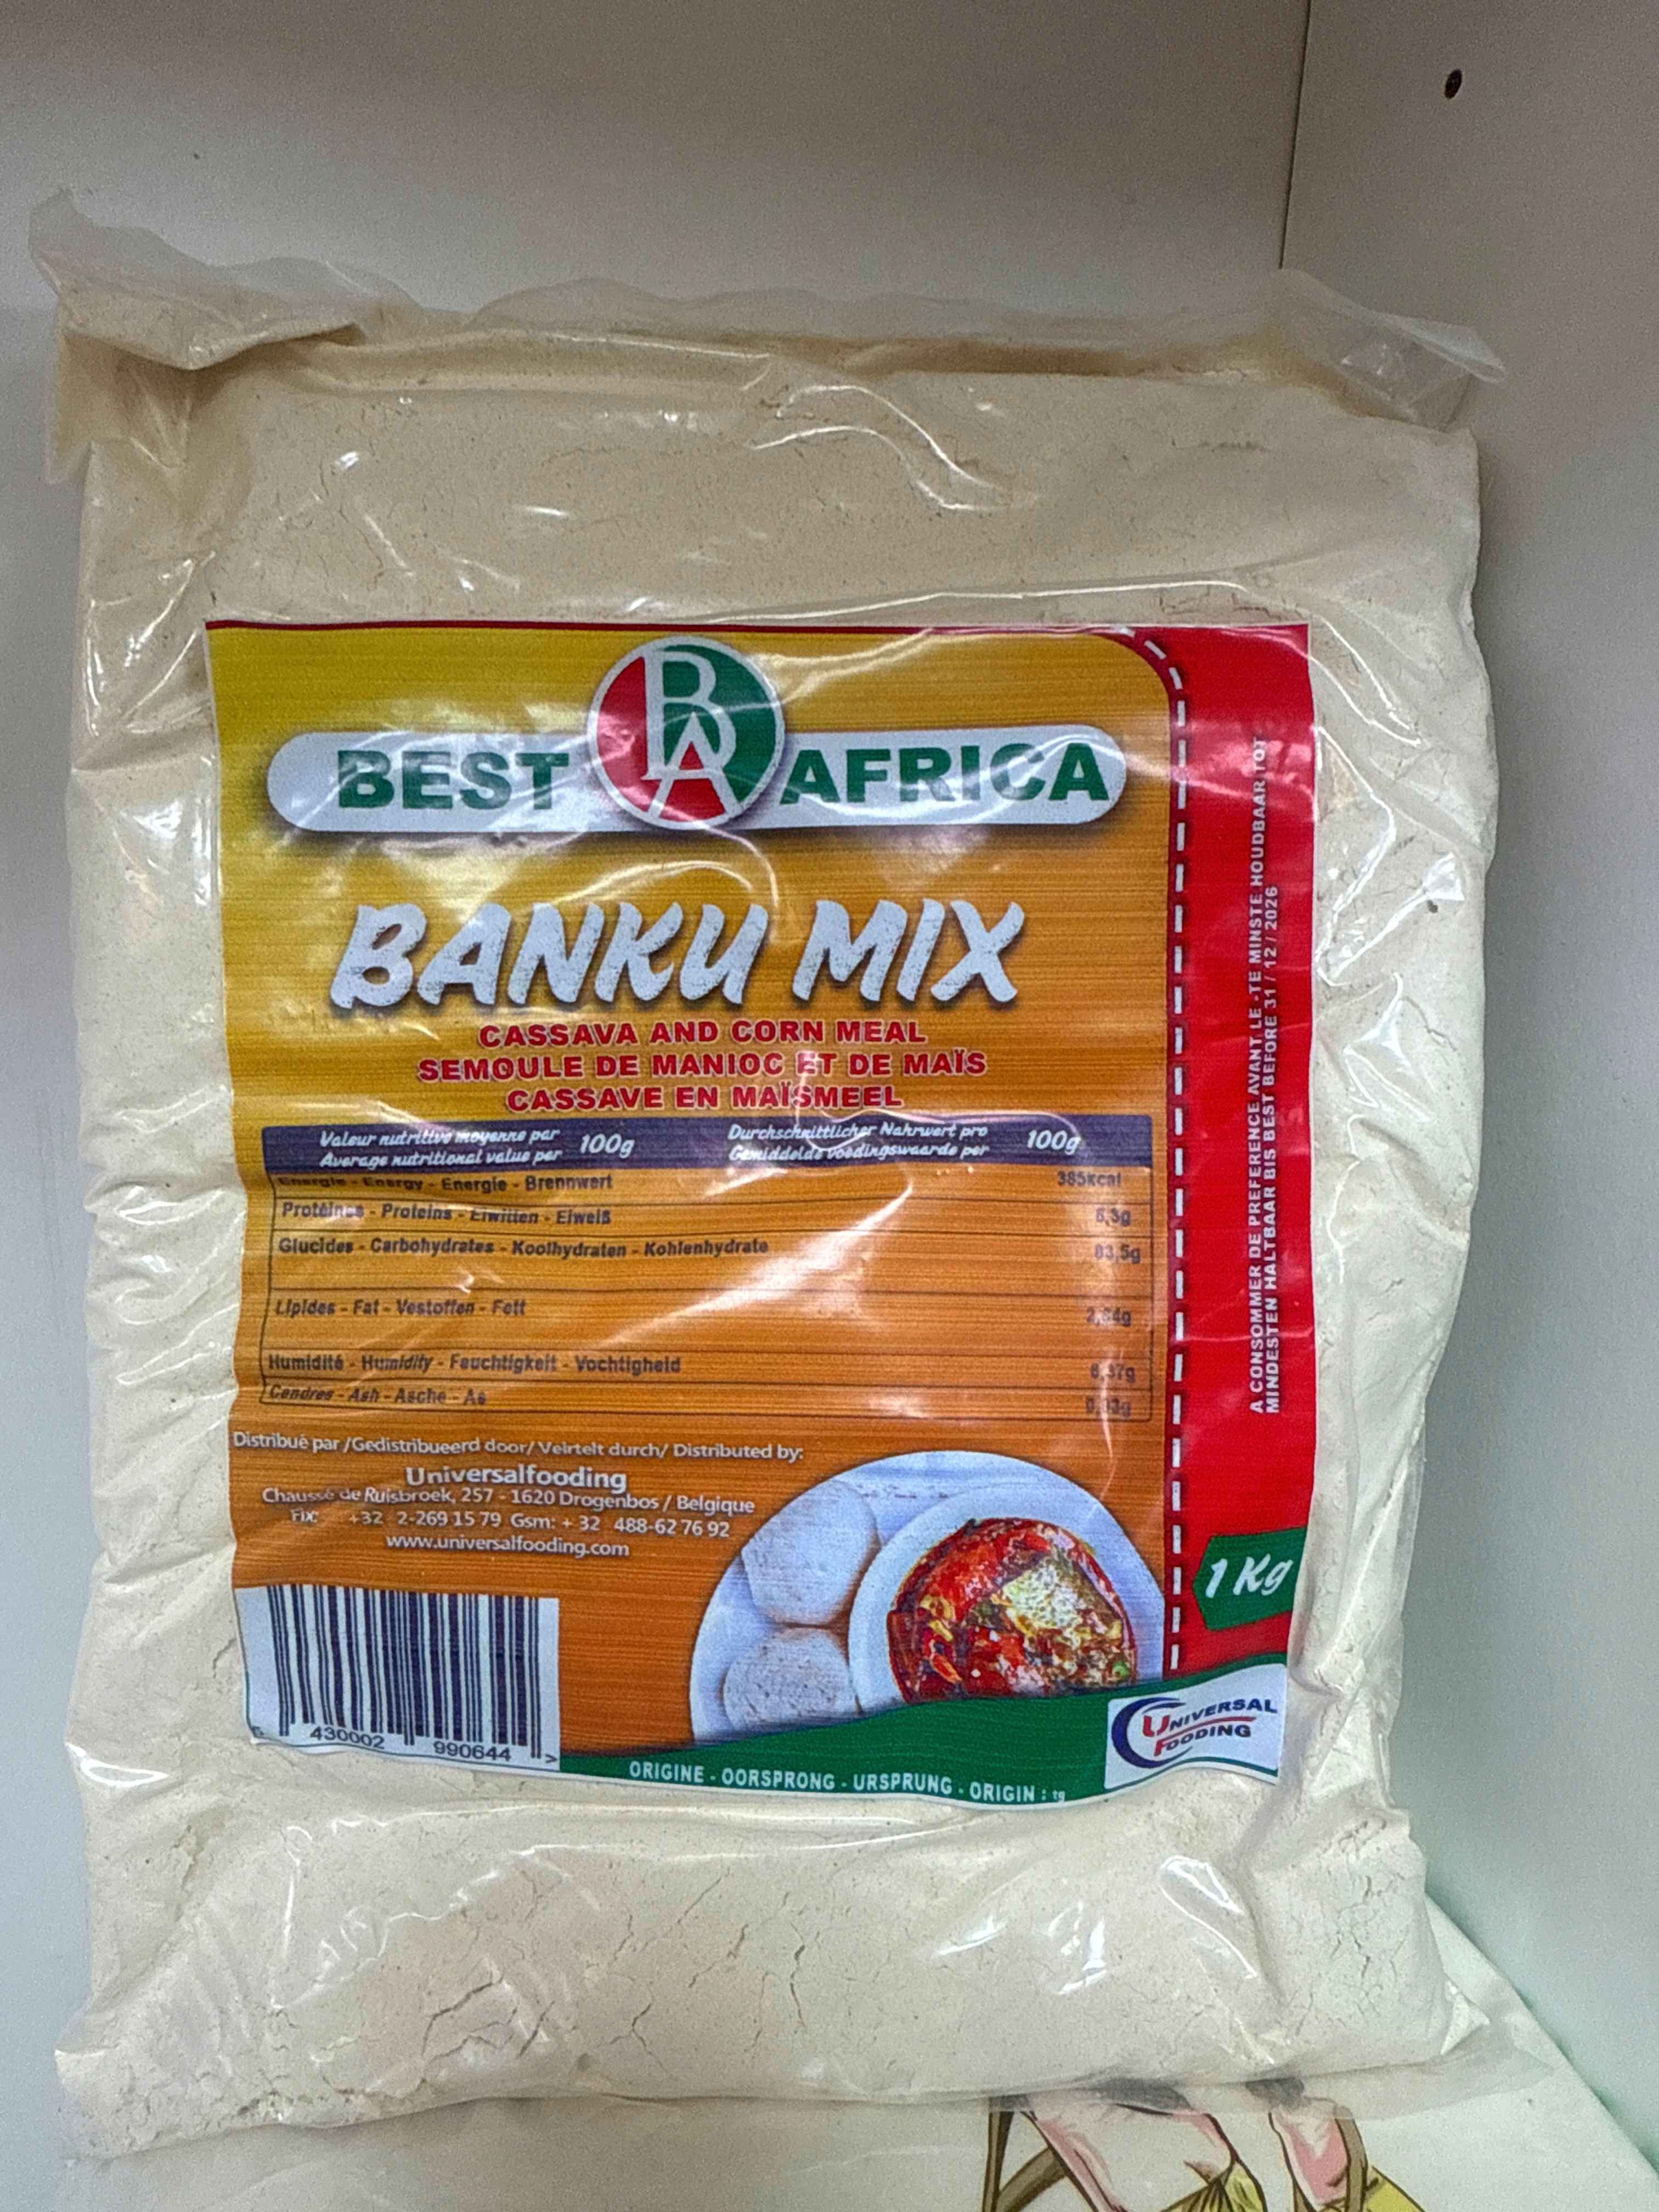 BA
BEST AFRICA
BANKU MIX
CASSAVA AND CORN MEAL
SEMOULE DE MANIOC ET DE MAÏS
CASSAVE EN MAÏSMEEL
Valeur nutritive moyenne par
Average nutritional value per
100g
Durchschnittlicher Nahrwert pro
Gemiddelde voedingswaarde per
100g
Energie - Energy - Energie - Brennwert 385kcal
Protéines - Proteins - Eiwitten - Eiweiß
Glucides - Carbohydrates - Koolhydraten - Kohlenhydrate 83,5g
Lipides - Fat - Vestoffen - Fett
Humidité - Humidity - Feuchtigkeit - Vochtigheid
Cendres - Ash - Asche - As
Distribué par /Gedistribueerd door/ Veirtelt durch/ Distributed by:
Universalfooding
Chaussé de Ruisbroek, 257 - 1620 Drogenbos / Belgique
Fix: +32 2-269 15 79 Gsm: + 32 488-62 76 92
www.universalfooding.com
5 430002 990644 >
ORIGINE - OORSPRONG - URSPRUNG - ORIGIN : tg
A CONSOMMER DE PREFERENCE AVANT LE -TE MINSTE HOUDBAAR TOT
MINDESTEN HALTBAAR BIS BEST BEFORE 31 / 12 / 2026
1 Kg
UNIVERSAL
FOODING